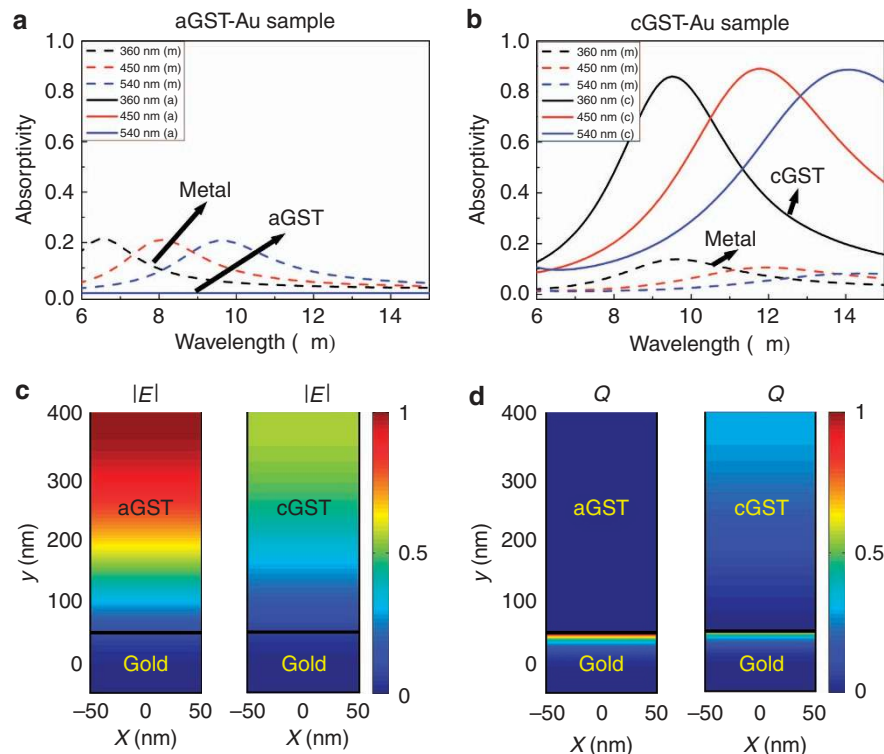 a
aGST-Au sample
1.0
0.8
0.6
0.4
0.2
0.0
Absorptivity
360 nm (m)
450 nm (m)
540 nm (m)
360 nm (a)
450 nm (a)
540 nm (a)
Metal
aGST
6 8 10 12 14
Wavelength ( m)
b
cGST-Au sample
1.0
0.8
0.6
0.4
0.2
0.0
Absorptivity
360 nm (m)
450 nm (m)
540 nm (m)
360 nm (c)
450 nm (c)
540 nm (c)
cGST
Metal
6 8 10 12 14
Wavelength ( m)
c
|E| |E|
400
300
200
100
0
y (nm)
aGST cGST
Gold Gold
1
0.5
0
–50 0 50 –50 0 50
X (nm) X (nm)
d
Q Q
400
300
200
100
0
y (nm)
aGST cGST
Gold Gold
1
0.5
0
–50 0 50 –50 0 50
X (nm) X (nm)